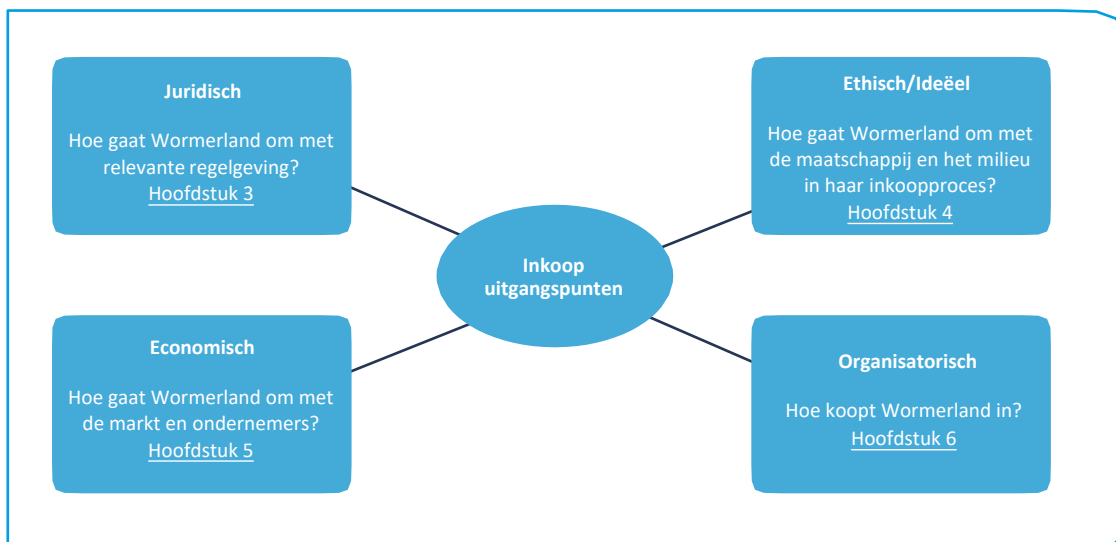 Juridisch
Hoe gaat Wormerland om met
relevante regelgeving?
Hoofdstuk 3
Ethisch/Ideëel
Hoe gaat Wormerland om met
de maatschappij en het milieu
in haar inkoopproces?
Hoofdstuk 4
Inkoop
uitgangspunten
Economisch
Hoe gaat Wormerland om met
de markt en ondernemers?
Hoofdstuk 5
Organisatorisch
Hoe koopt Wormerland in?
Hoofdstuk 6